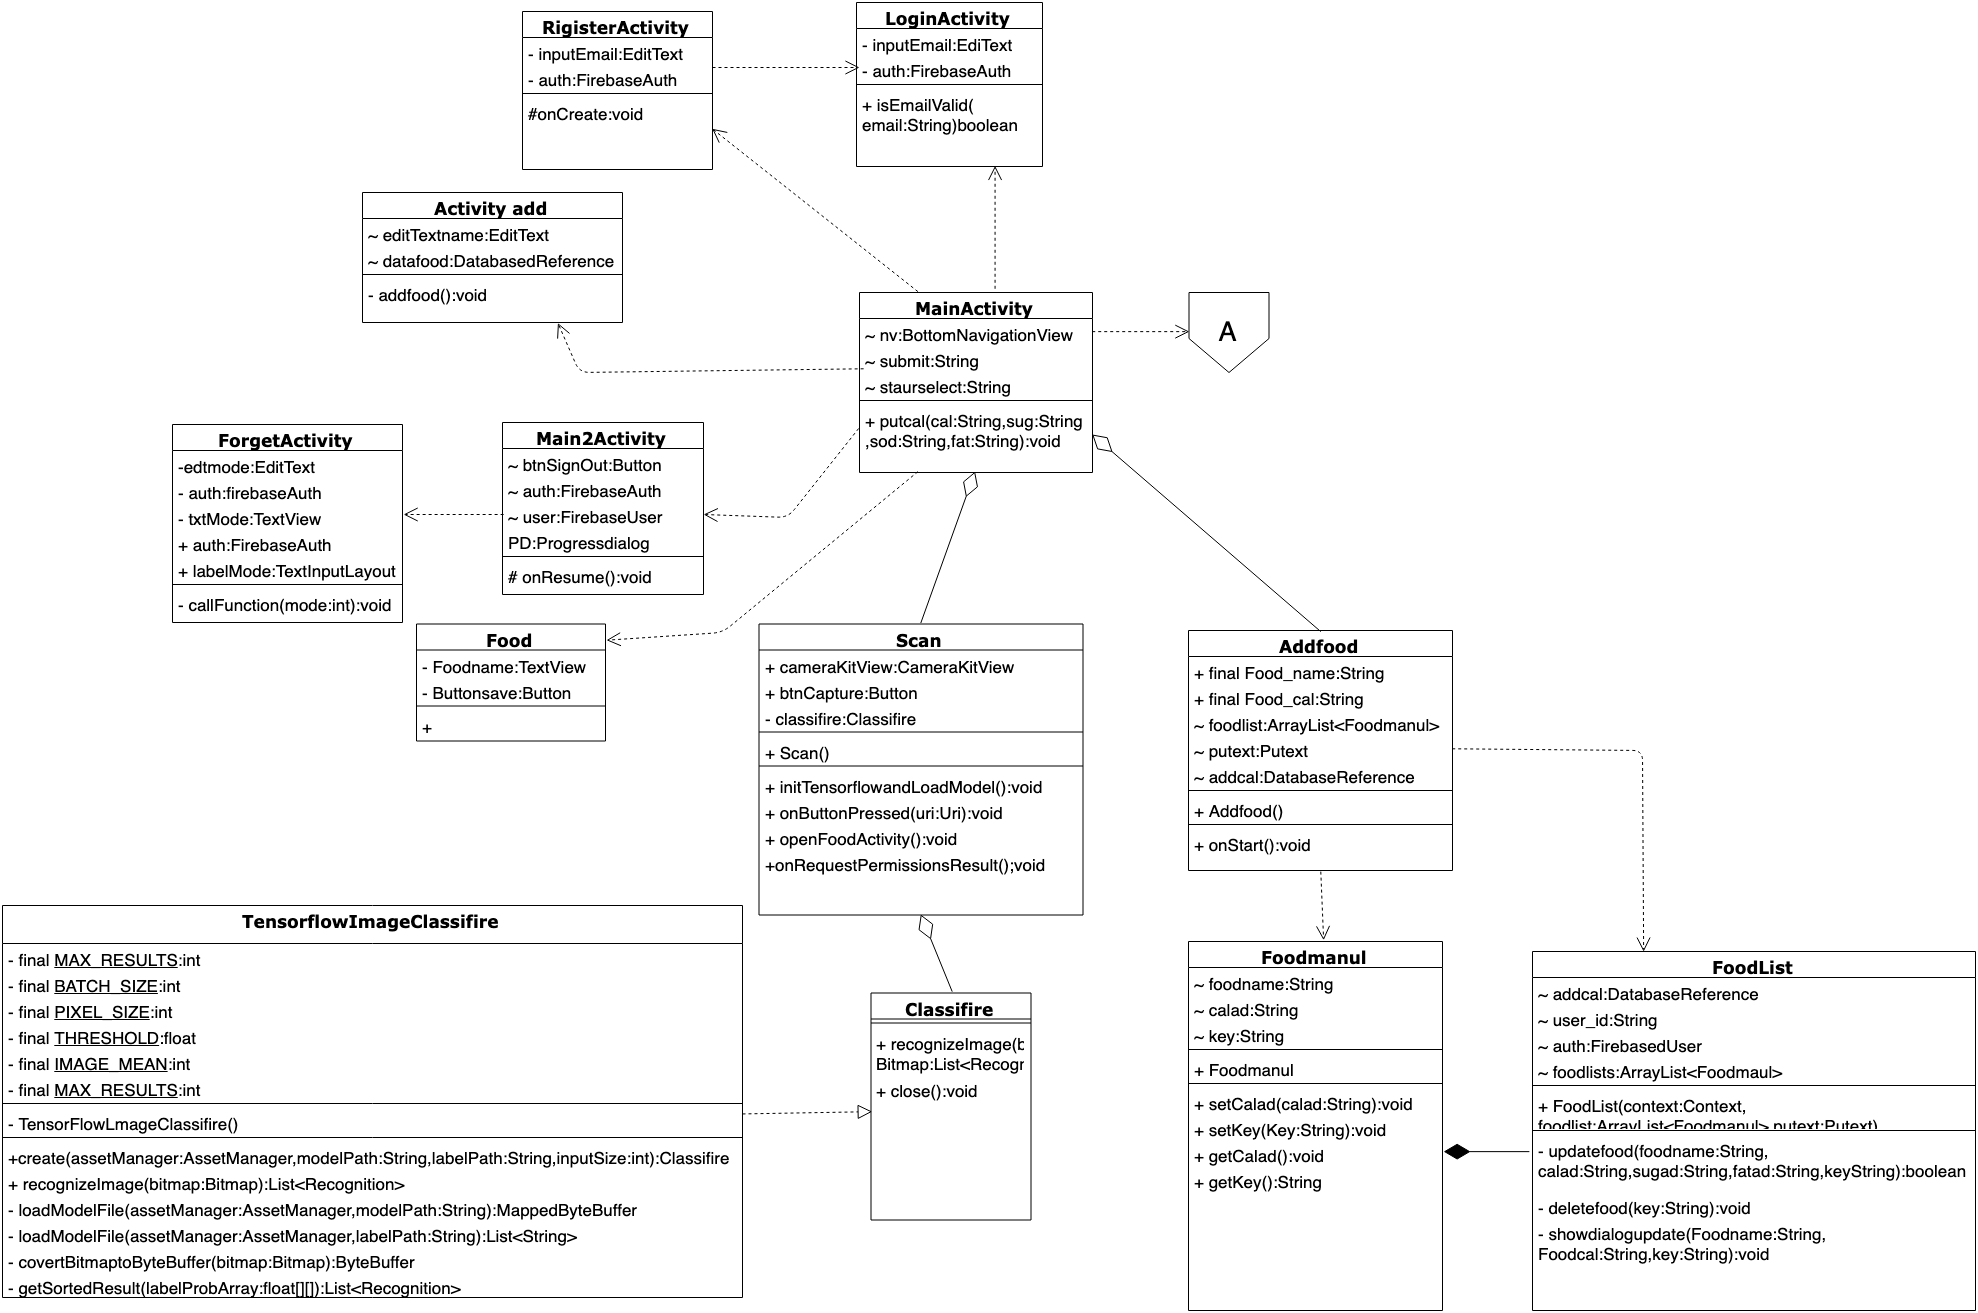 RigisterActivity
- inputEmail:EditText
- auth:FirebaseAuth
#onCreate:void
LoginActivity
- inputEmail:EdiText
- auth:FirebaseAuth
+ isEmailValid(
email:String)boolean
Activity add
~ editTextname:EditText
~ datafood:DatabasedReference
- addfood():void
MainActivity
~ nv:BottomNavigationView
~ submit:String
~ staurselect:String
+ putcal(cal:String,sug:String
,sod:String,fat:String):void
A
ForgetActivity
-edtmode:EditText
- auth:firebaseAuth
- txtMode:TextView
+ auth:FirebaseAuth
+ labelMode:TextInputLayout
- callFunction(mode:int):void
Main2Activity
~ btnSignOut:Button
~ auth:FirebaseAuth
~ user:FirebaseUser
PD:Progressdialog
# onResume():void
Food
- Foodname:TextView
- Buttonsave:Button
+
Scan
+ cameraKitView:CameraKitView
+ btnCapture:Button
- classifire:Classifire
+ Scan()
+ initTensorflowandLoadModel():void
+ onButtonPressed(uri:Uri):void
+ openFoodActivity():void
+onRequestPermissionsResult();void
Addfood
+ final Food_name:String
+ final Food_cal:String
~ foodlist:ArrayList<Foodmanul>
~ putext:Putext
~ addcal:DatabaseReference
+ Addfood()
+ onStart():void
TensorflowImageClassifire
- final MAX_RESULTS:int
- final BATCH_SIZE:int
- final PIXEL_SIZE:int
- final THRESHOLD:float
- final IMAGE_MEAN:int
- final MAX_RESULTS:int
- TensorFlowLmageClassifire()
+create(assetManager:AssetManager,modelPath:String,labelPath:String,inputSize:int):Classifire
+ recognizeImage(bitmap:Bitmap):List<Recognition>
- loadModelFile(assetManager:AssetManager,modelPath:String):MappedByteBuffer
- loadModelFile(assetManager:AssetManager,labelPath:String):List<String>
- covertBitmaptoByteBuffer(bitmap:Bitmap):ByteBuffer
- getSortedResult(labelProbArray:float[][]):List<Recognition>
Classifire
+ recognizeImage(b
Bitmap:List<Recogr
+ close():void
Foodmanul
~ foodname:String
~ calad:String
~ key:String
+ Foodmanul
+ setCalad(calad:String):void
+ setKey(Key:String):void
+ getCalad():void
+ getKey():String
FoodList
~ addcal:DatabaseReference
~ user_id:String
~ auth:FirebasedUser
~ foodlists:ArrayList<Foodmaul>
+ FoodList(context:Context,
foodlist:ArrayList<Foodmanul>,putext:Putext)
- updatefood(foodname:String,
calad:String,sugad:String,fatad:String,keyString):boolean
- deletefood(key:String):void
- showdialogupdate(Foodname:String,
Foodcal:String,key:String):void